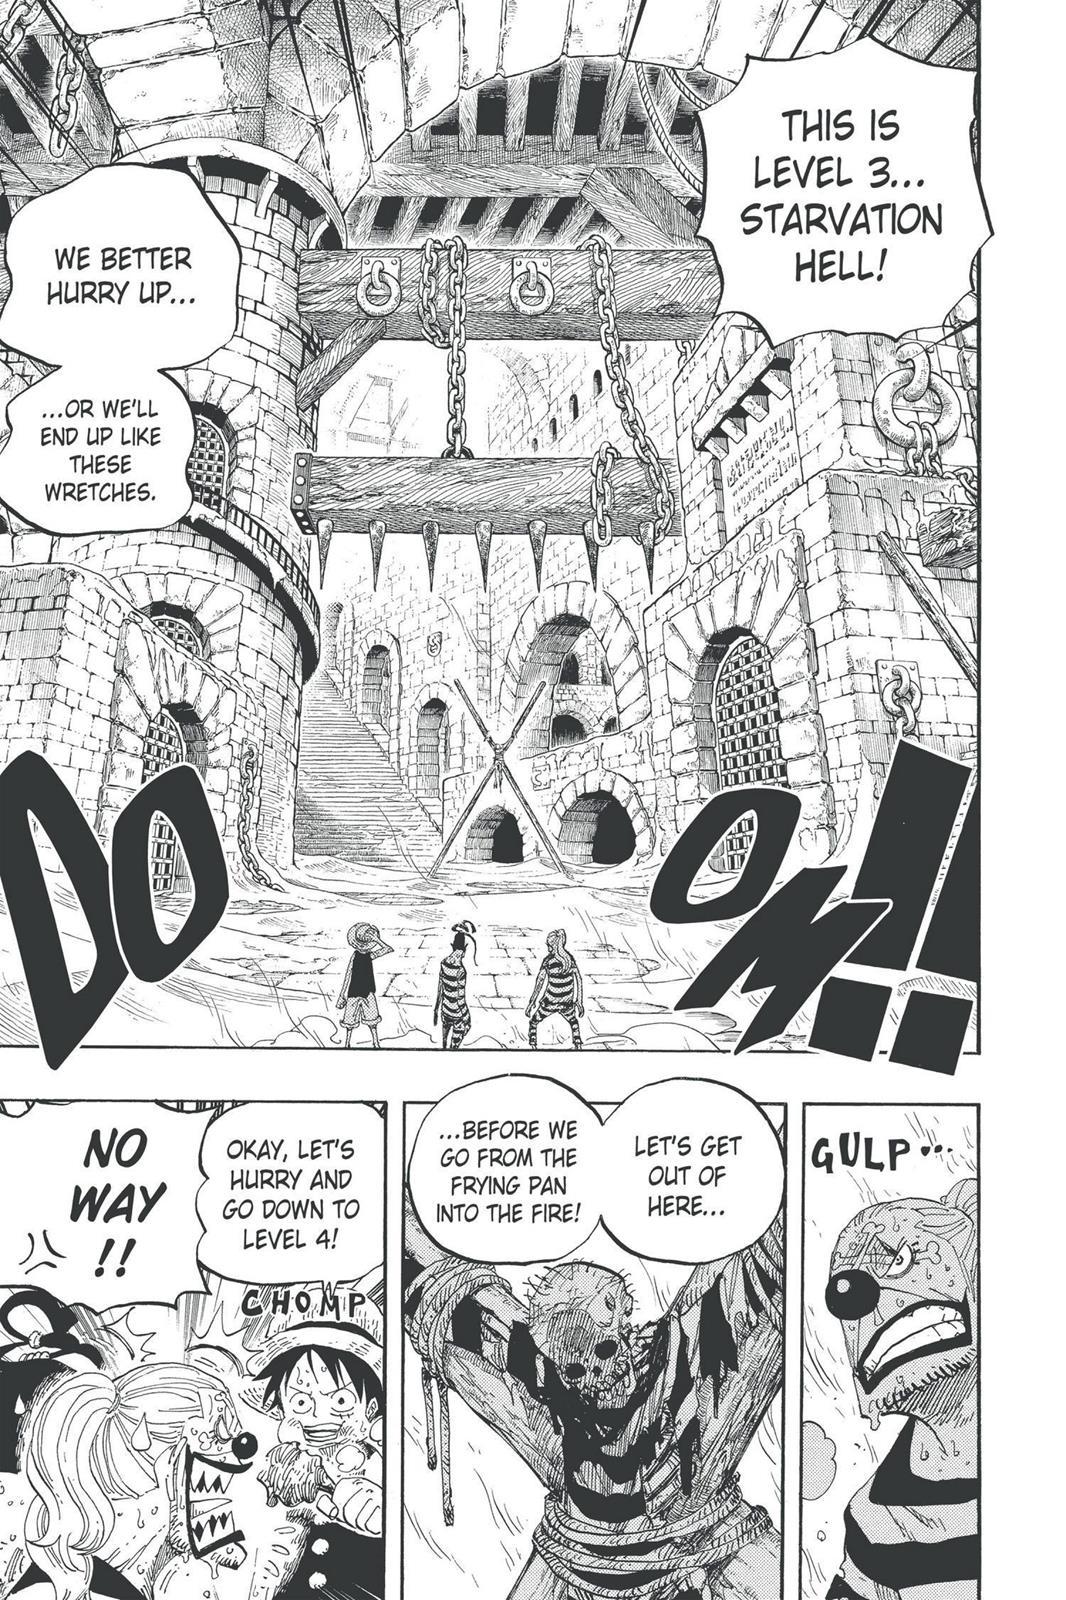 THIS IS
LEVEL 3...
STARVATION
HELL!
WE BETTER
HURRY UP...
...OR WE'LL
END UP LIKE
THESE
WRETCHES.
DOOM!!
GULP...
LET'S GET
OUT OF
HERE...
...BEFORE WE
GO FROM THE
FRYING PAN
INTO THE FIRE!
OKAY, LET'S
HURRY AND
GO DOWN TO
LEVEL 4!
CHOMP
NO
WAY
!!